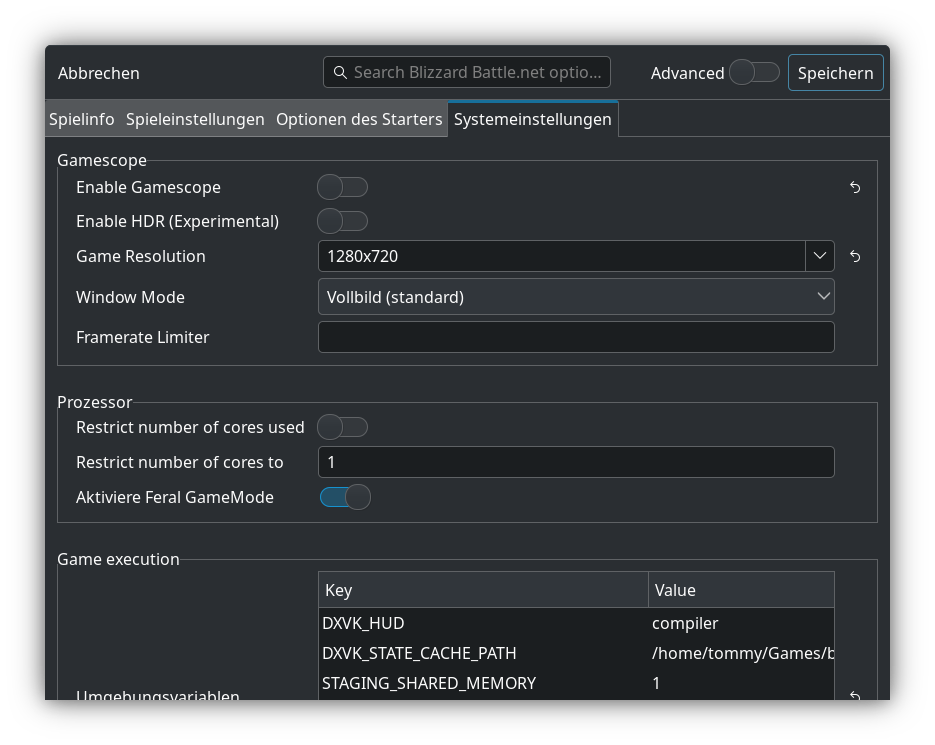 Abbrechen Search Blizzard Battle.net optio... Advanced Speichern
Spielinfo Spieleinstellungen Optionen des Starters Systemeinstellungen
Gamescope
Enable Gamescope
Enable HDR (Experimental)
Game Resolution 1280x720
Window Mode Vollbild (standard)
Framerate Limiter
Prozessor
Restrict number of cores used
Restrict number of cores to 1
Aktiviere Feral GameMode
Game execution
Key Value
DXVK_HUD compiler
DXVK_STATE_CACHE_PATH /home/tommy/Games/b
STAGING_SHARED_MEMORY 1
Umgebungsvariablen